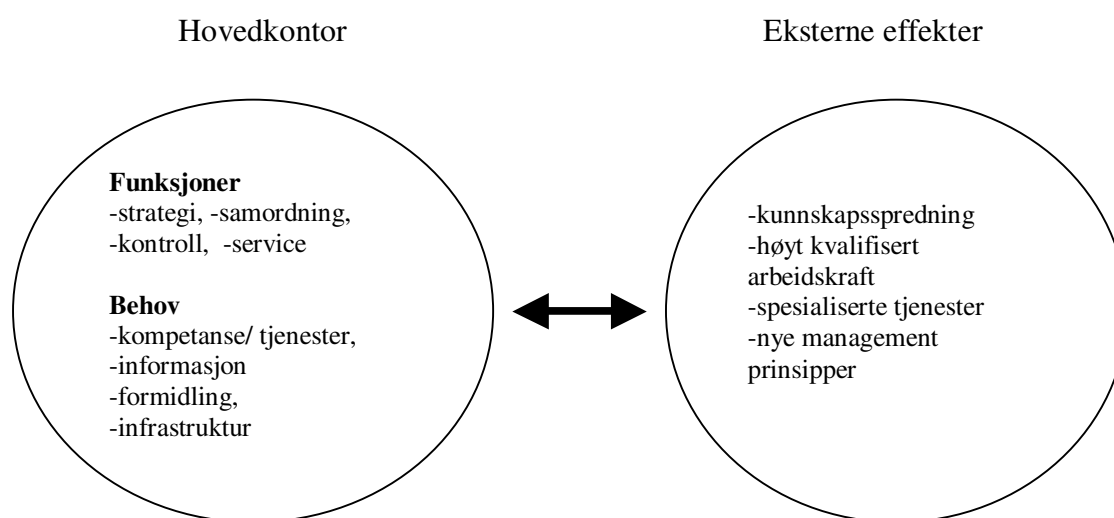 Hovedkontor
Eksterne effekter
Funksjoner
-strategi, -samordning,
-kontroll, -service
Behov
-kompetanse/ tjenester,
-informasjon
-formidling,
-infrastruktur
-kunnskapsspredning
-høyt kvalifisert
arbeidskraft
-spesialiserte tjenester
-nye management
prinsipper